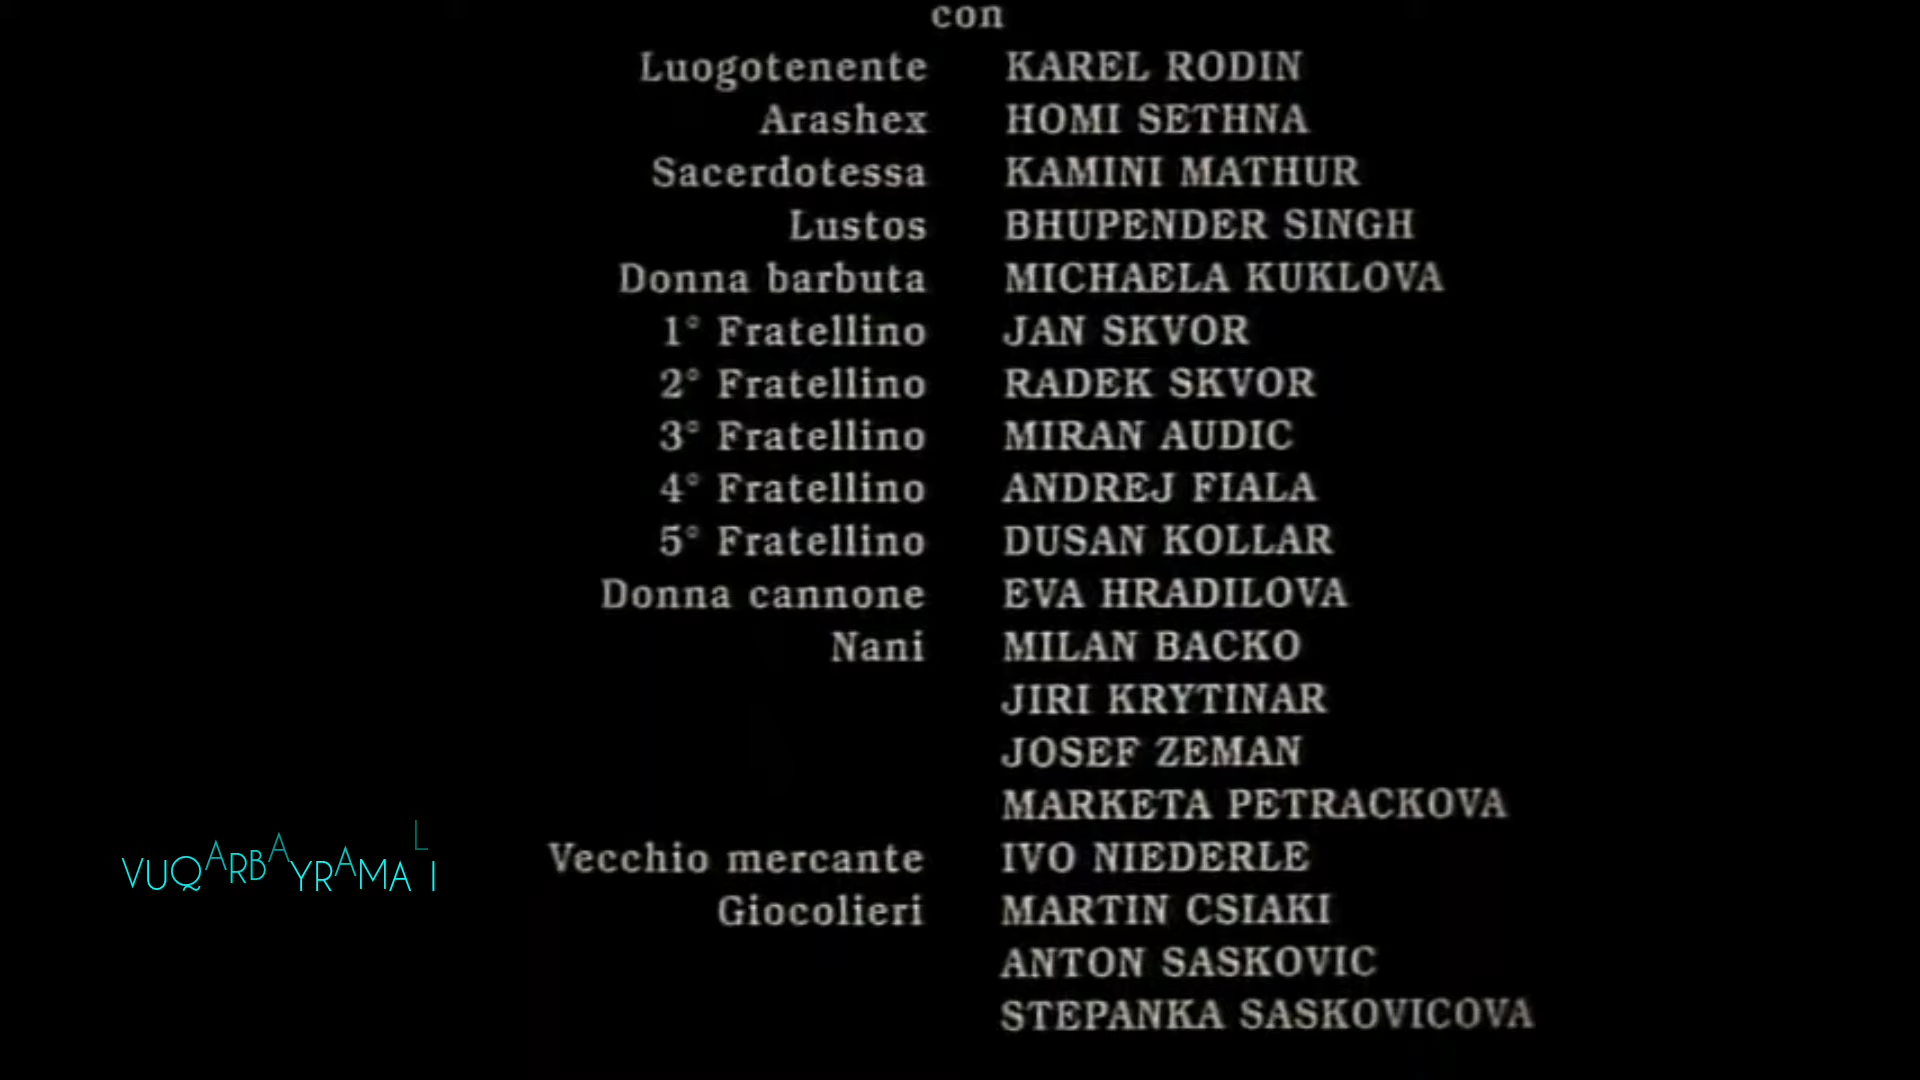 con
Luogotenente KAREL RODIN
Arashex HOMI SETHNA
Sacerdotessa KAMINI MATHUR
Lustos BHUPENDER SINGH
Donna barbuta MICHAELA KUKLOVA
1° Fratellino JAN SKVOR
2° Fratellino RADEK SKVOR
3° Fratellino MIRAN AUDIC
4° Fratellino ANDREJ FIALA
5° Fratellino DUSAN KOLLAR
Donna cannone EVA HRADILOVA
Nani MILAN BACKO
JIRI KRYTINAR
JOSEF ZEMAN
MARKETA PETRACKOVA
Vecchio mercante IVO NIEDERLE
Giocolieri MARTIN CSIAKI
ANTON SASKOVIC
STEPANKA SASKOVICOVA
VUQARBAYRAMALI